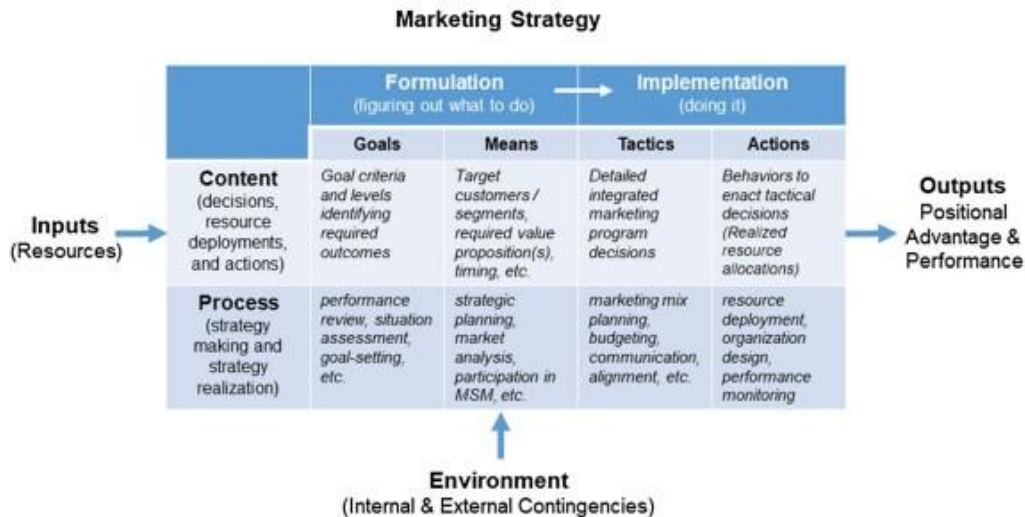 Marketing Strategy
Formulation
(figuring out what to do)
Implementation
(doing it)
Goals
Means
Tactics
Actions
Inputs
(Resources)
Content
(decisions,
resource
deployments,
and actions)
Goal criteria
and levels
identifying
required
outcomes
Target
customers /
segments,
required value
proposition(s),
timing, etc.
Detailed
integrated
marketing
program
decisions
Behaviors to
enact tactical
decisions
(Realized
resource
allocations)
Outputs
Positional
Advantage &
Performance
Process
(strategy
making and
strategy
realization)
performance
review, situation
assessment,
goal-setting,
etc.
strategic
planning,
market
analysis,
participation in
MSM, etc.
marketing mix
planning,
budgeting,
communication,
alignment, etc.
resource
deployment,
organization
design,
performance
monitoring
Environment
(Internal & External Contingencies)